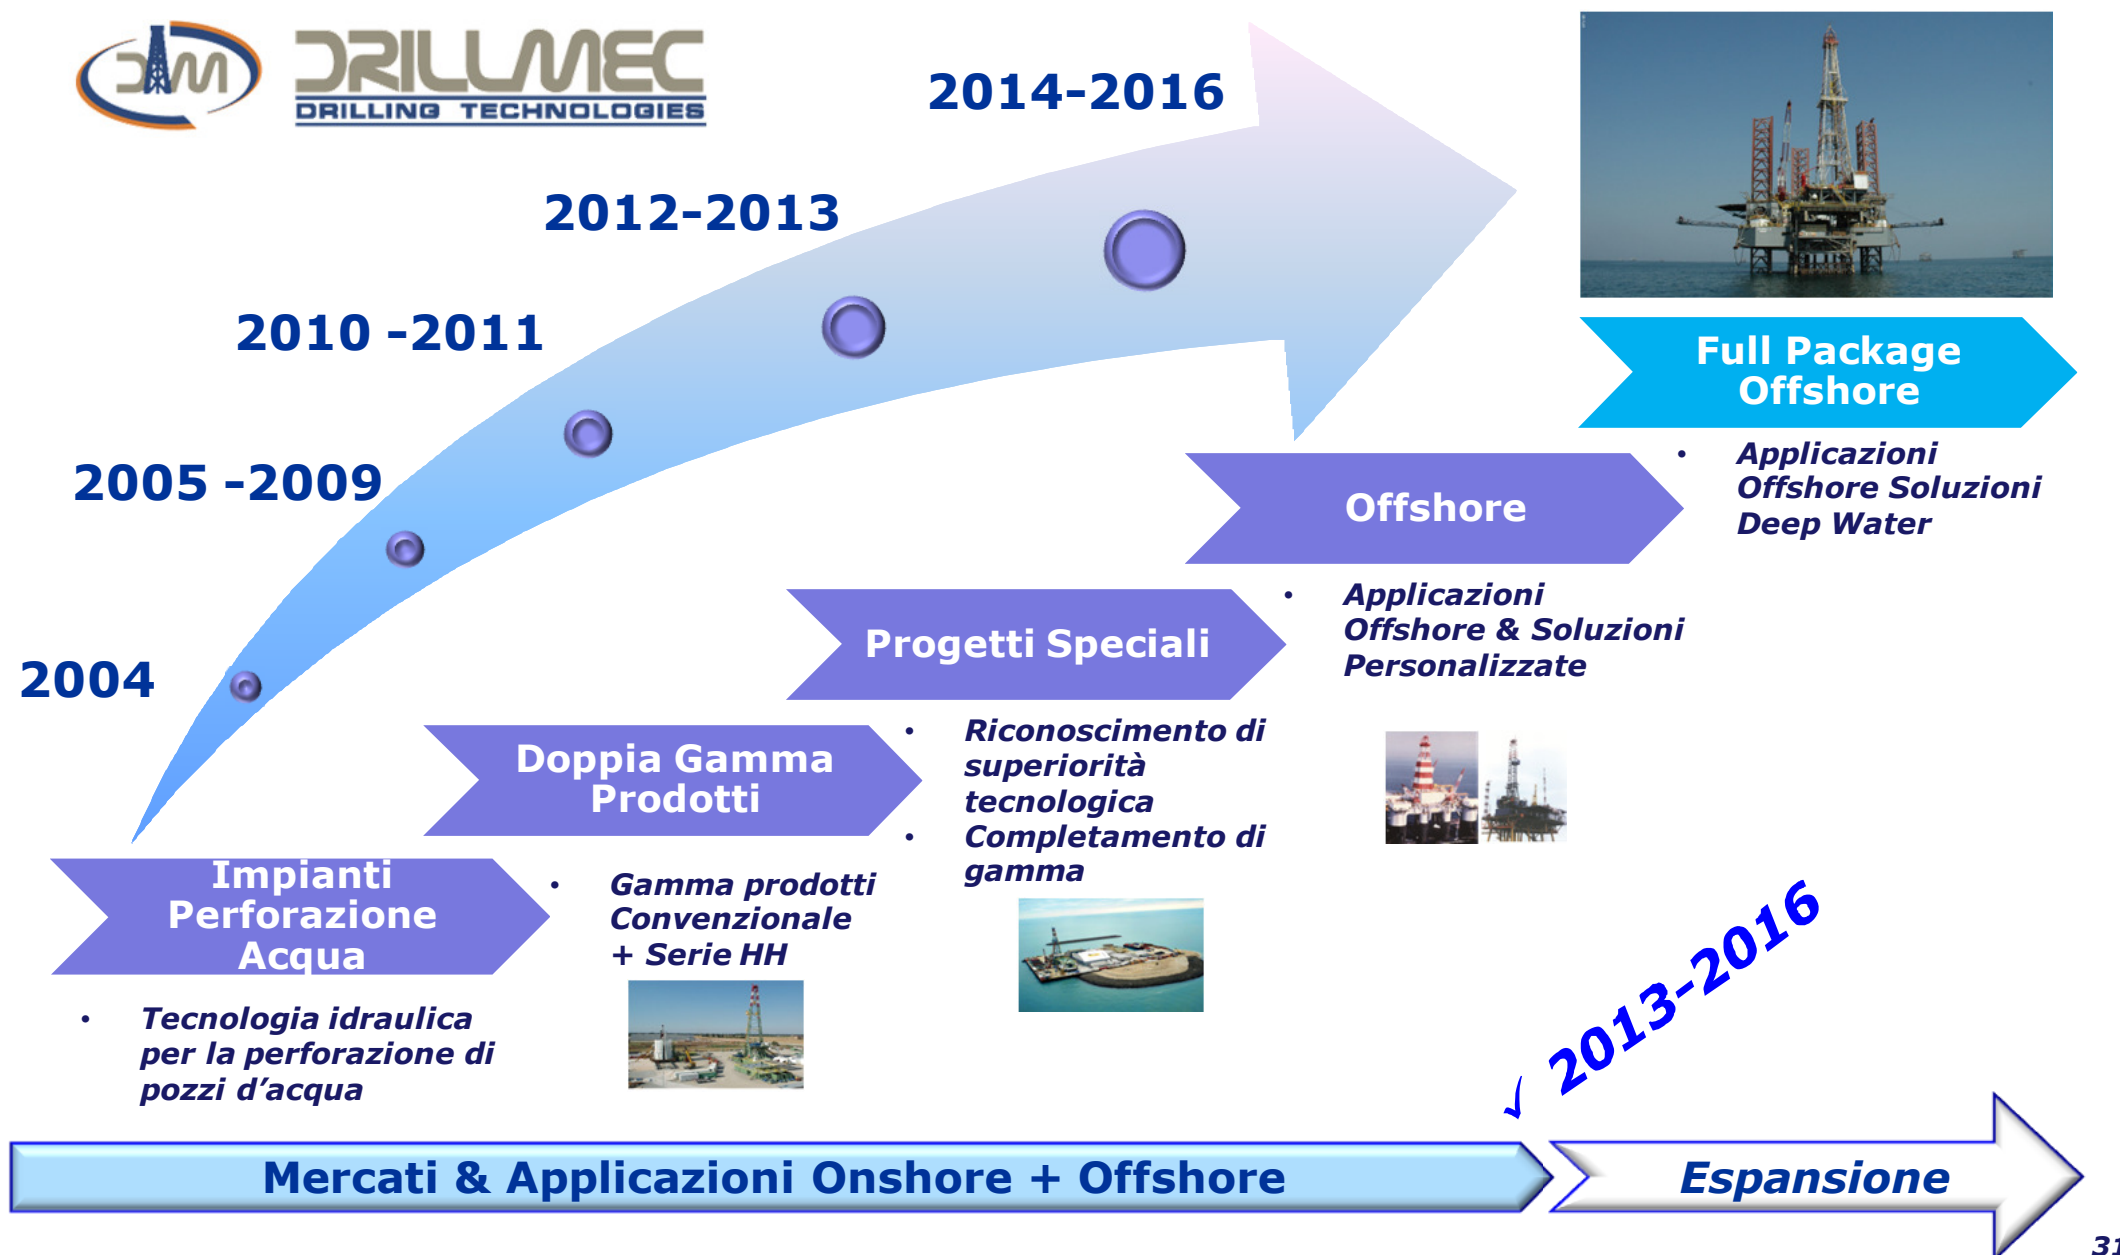 DM
DRILLMEC
DRILLING TECHNOLOGIES
2014-2016
2012-2013
2010 -2011
2005 -2009
2004
Full Package
Offshore
• Applicazioni
Offshore Soluzioni
Deep Water
Offshore
• Applicazioni
Offshore & Soluzioni
Personalizzate
Progetti Speciali
• Riconoscimento di
superiorità
tecnologica
• Completamento di
gamma
Doppia Gamma
Prodotti
• Gamma prodotti
Convenzionale
+ Serie HH
Impianti
Perforazione
Acqua
• Tecnologia idraulica
per la perforazione di
pozzi d’acqua
✓ 2013-2016
Mercati & Applicazioni Onshore + Offshore
Espansione
31